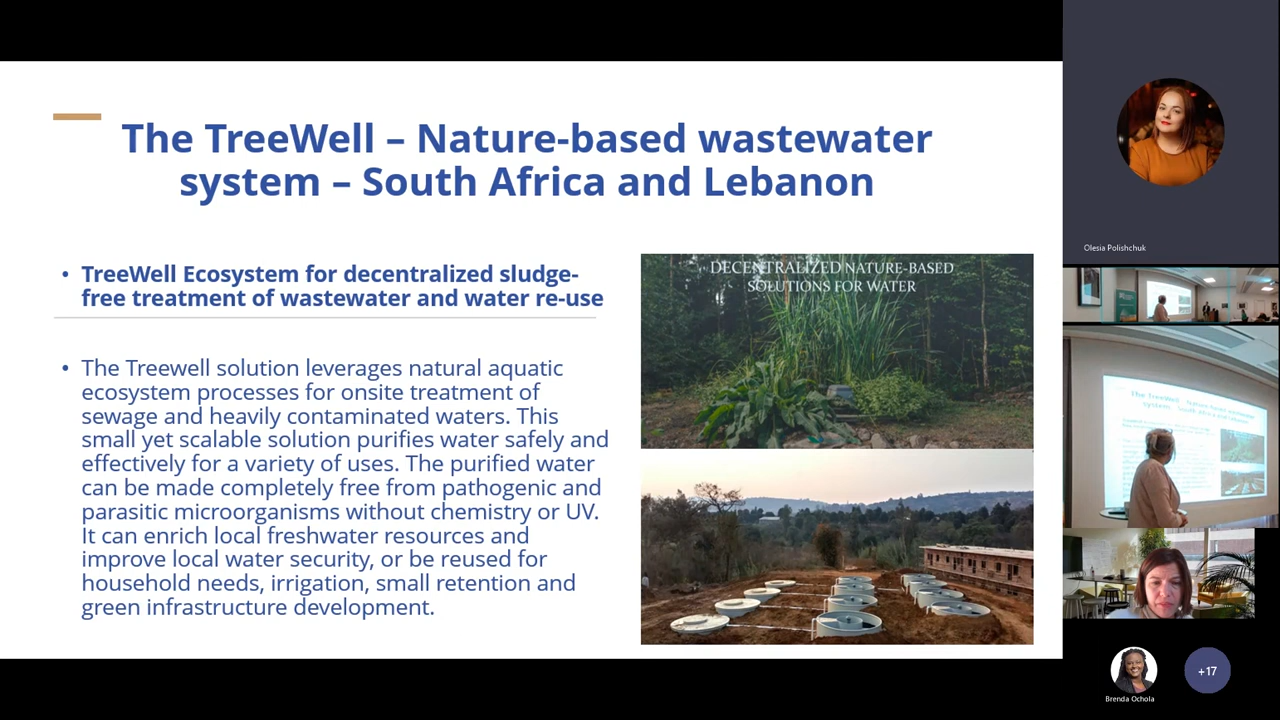 The TreeWell – Nature-based wastewater
system – South Africa and Lebanon
• TreeWell Ecosystem for decentralized sludge-
free treatment of wastewater and water re-use
• The Treewell solution leverages natural aquatic
ecosystem processes for onsite treatment of
sewage and heavily contaminated waters. This
small yet scalable solution purifies water safely and
effectively for a variety of uses. The purified water
can be made completely free from pathogenic and
parasitic microorganisms without chemistry or UV.
It can enrich local freshwater resources and
improve local water security, or be reused for
household needs, irrigation, small retention and
green infrastructure development.
DECENTRALIZED NATURE-BASED
SOLUTIONS FOR WATER
Olesia Polishchuk
Brenda Ochola
+17